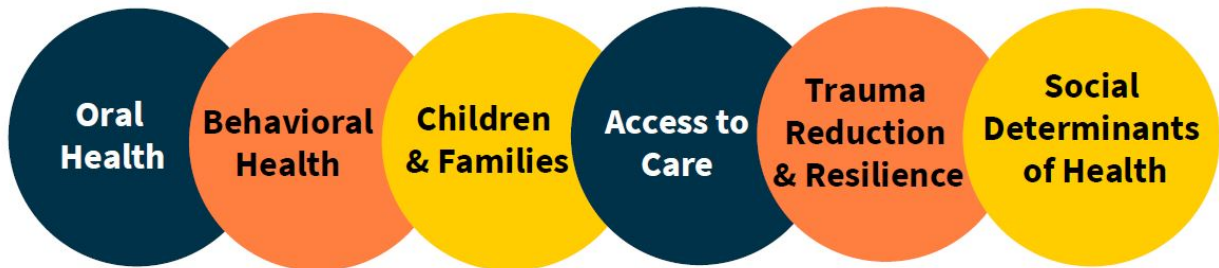 Oral
Health
Behavioral
Health
Children
& Families
Access to
Care
Trauma
Reduction
& Resilience
Social
Determinants
of Health